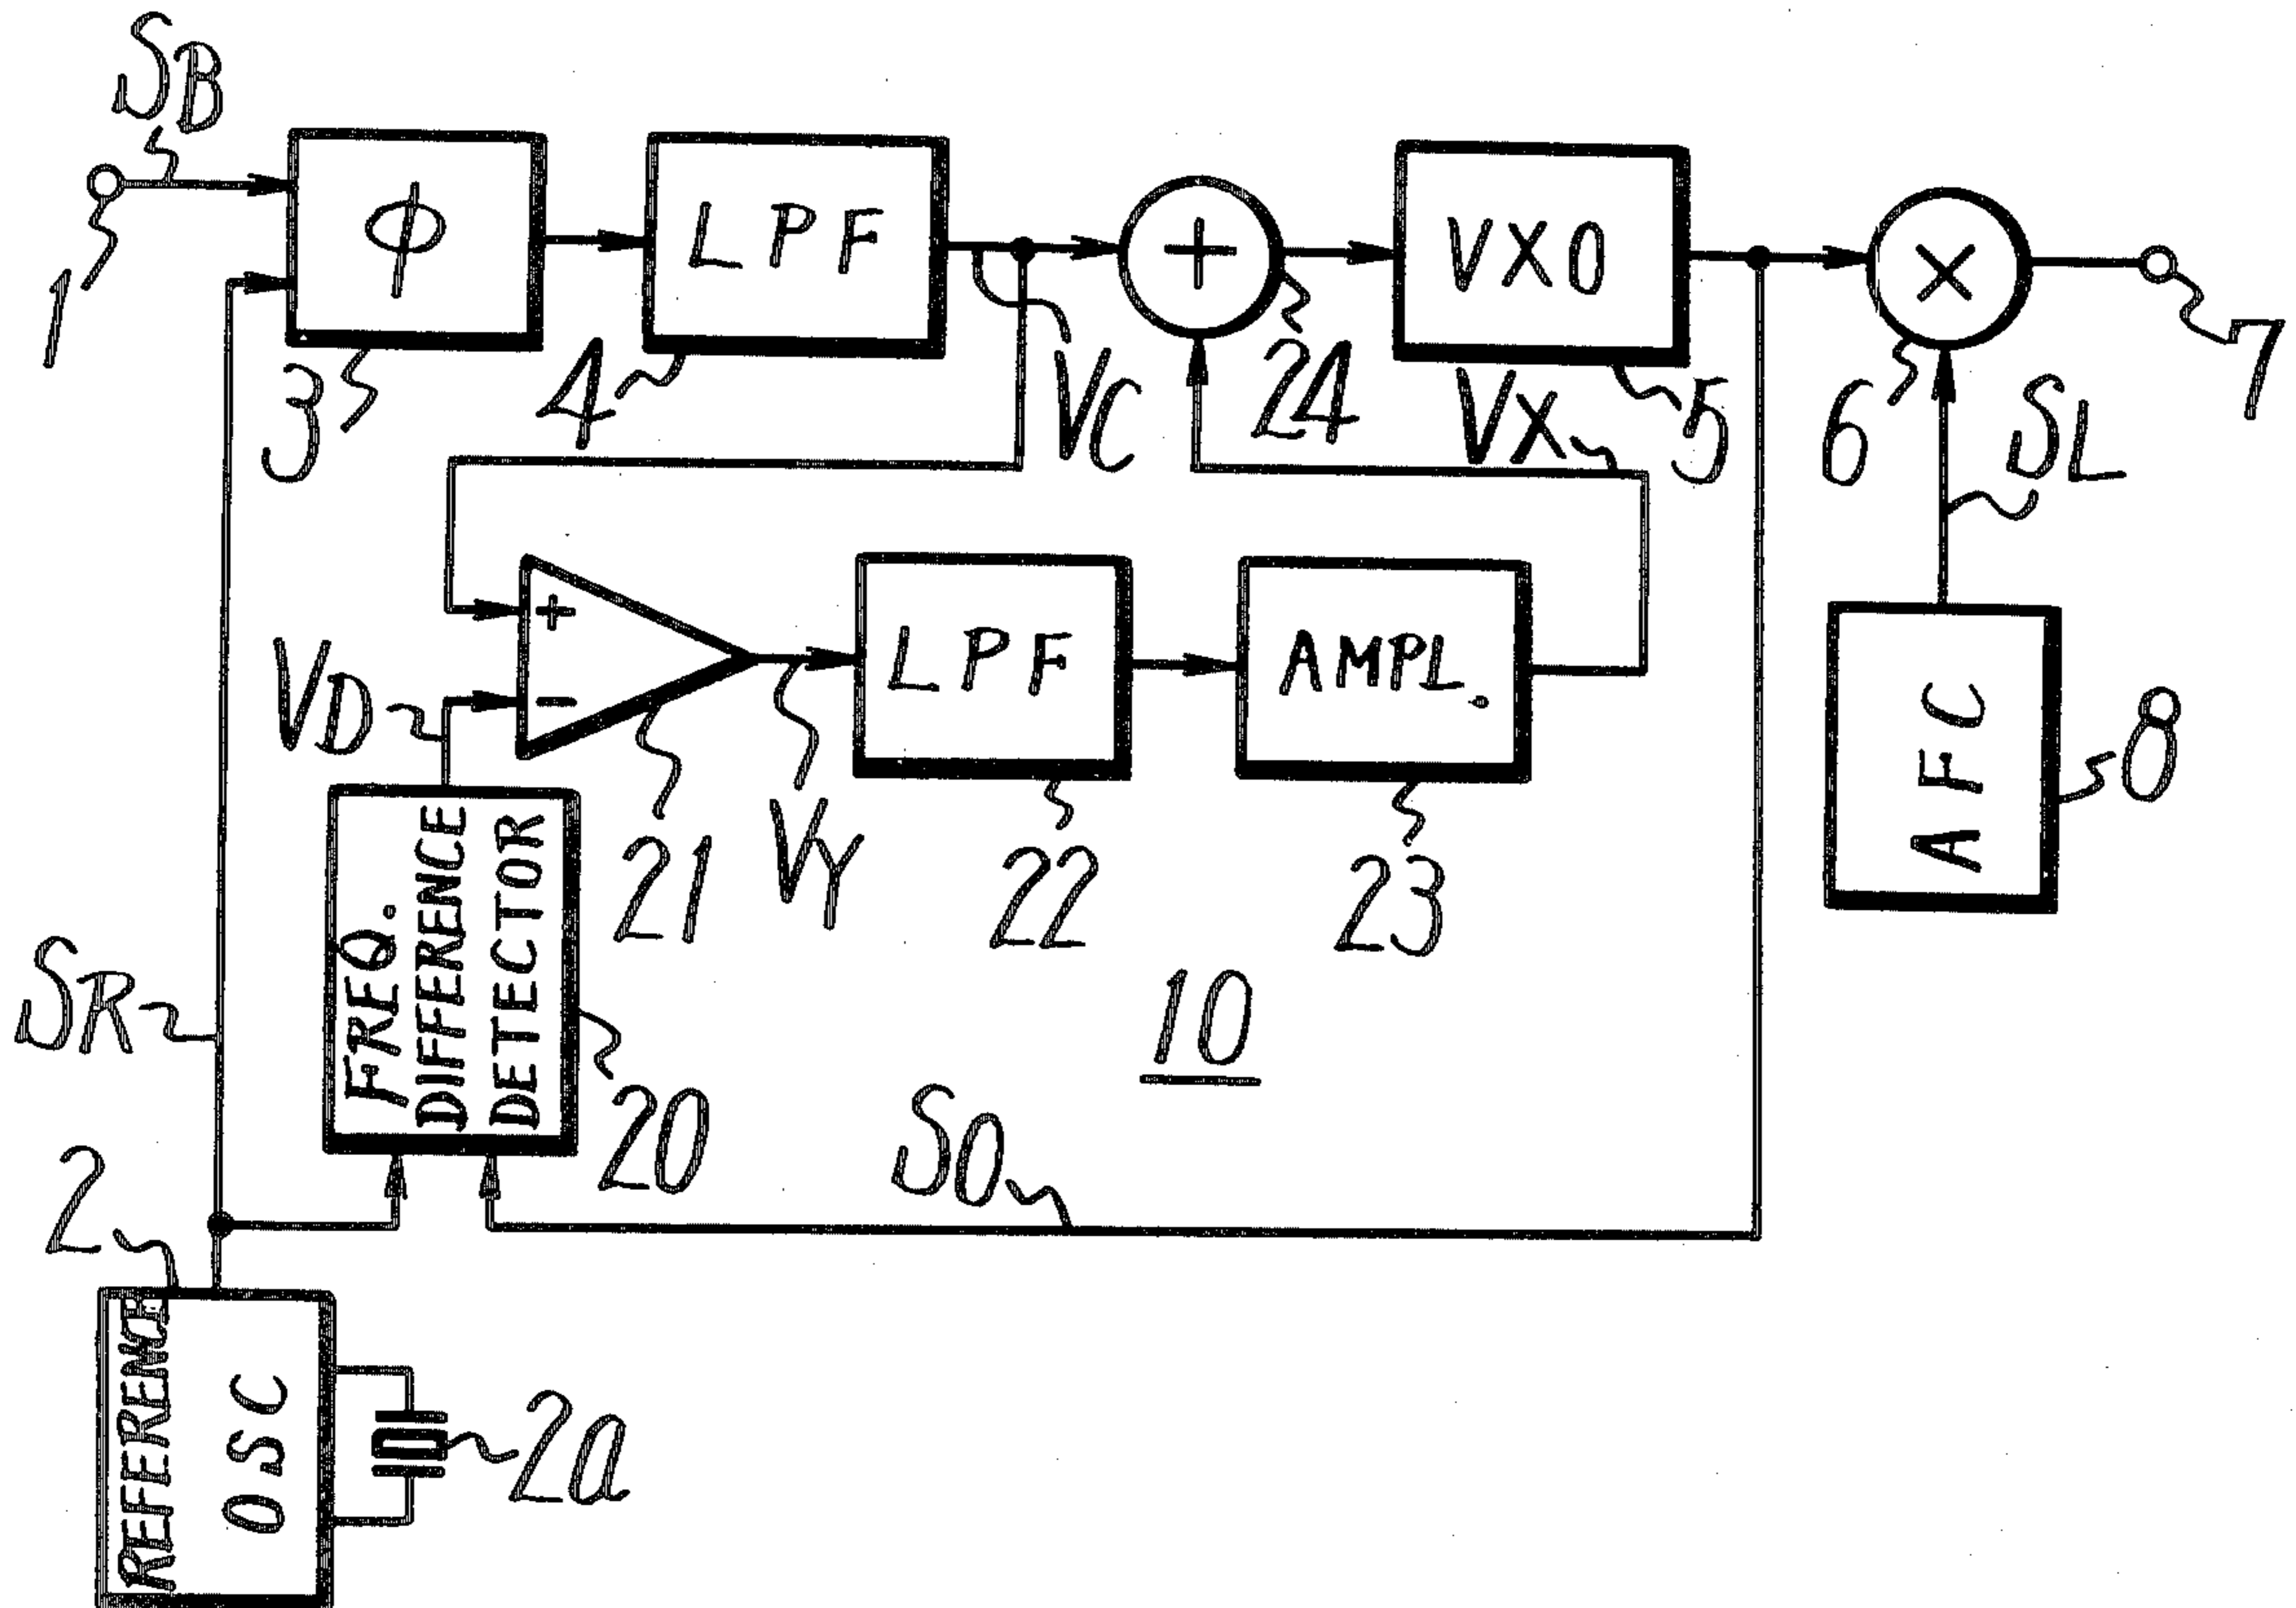 SB
1
ϕ
3
LPF
4
VC
+
24
VXO
5
VX
×
6
SL
7
AFC
8
+
−
VD
21
VY
LPF
22
AMPL.
23
FREQ.
DIFFERENCE
DETECTOR
20
SR
10
SO
2
REFERENCE
OSC
2a